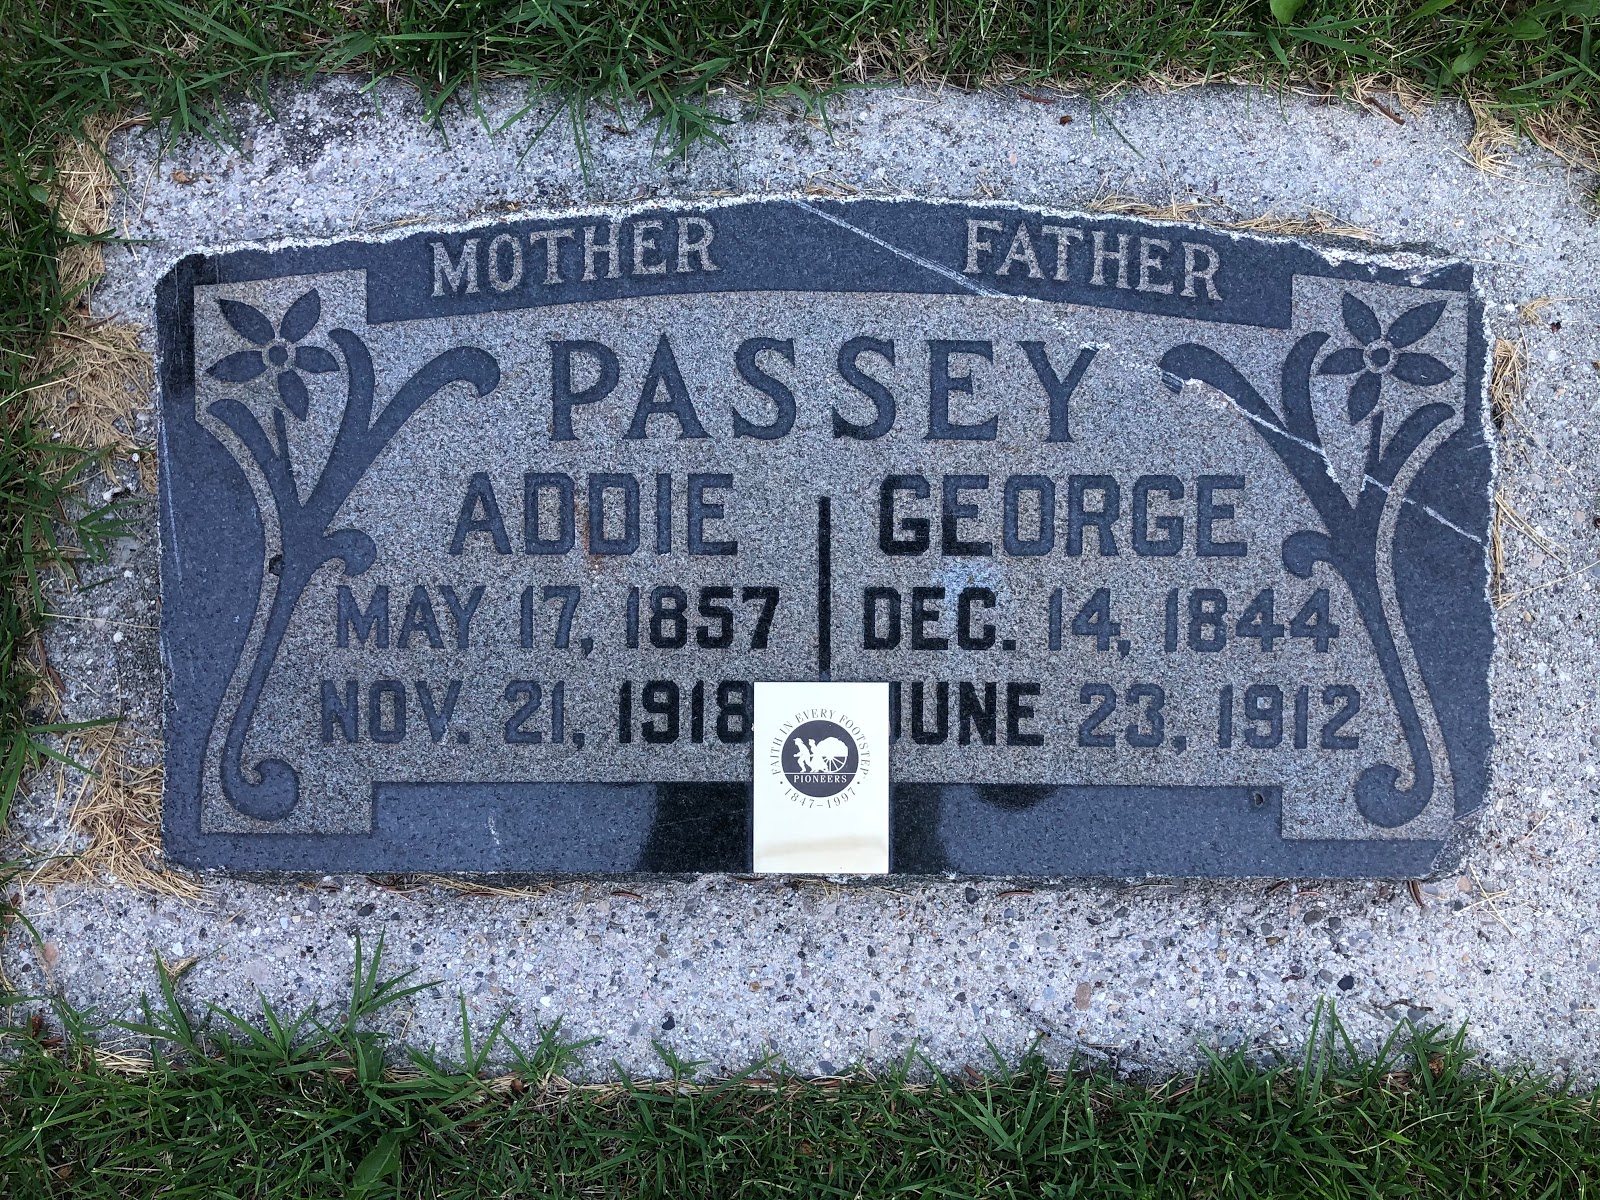 MOTHER FATHER
PASSEY
ADDIE GEORGE
MAY 17, 1857 DEC. 14, 1844
NOV. 21, 1918 JUNE 23, 1912
FAITH IN EVERY FOOTSTEP
PIONEERS
• 1847–1997 •